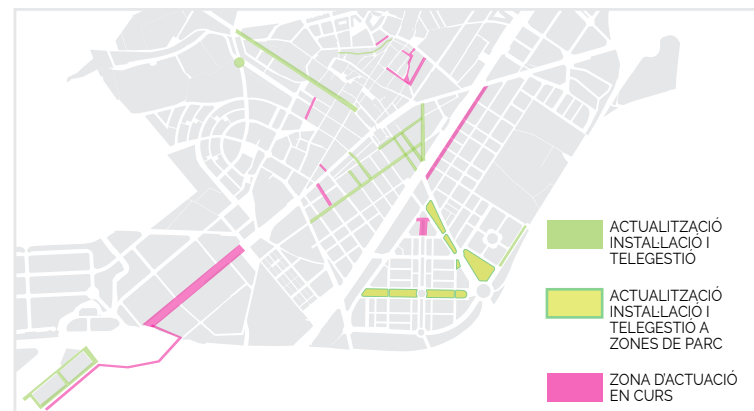 ACTUALITZACIÓ
INSTAL·LACIÓ I
TELEGESTIÓ
ACTUALITZACIÓ
INSTAL·LACIÓ I
TELEGESTIÓ A
ZONES DE PARC
ZONA D'ACTUACIÓ
EN CURS